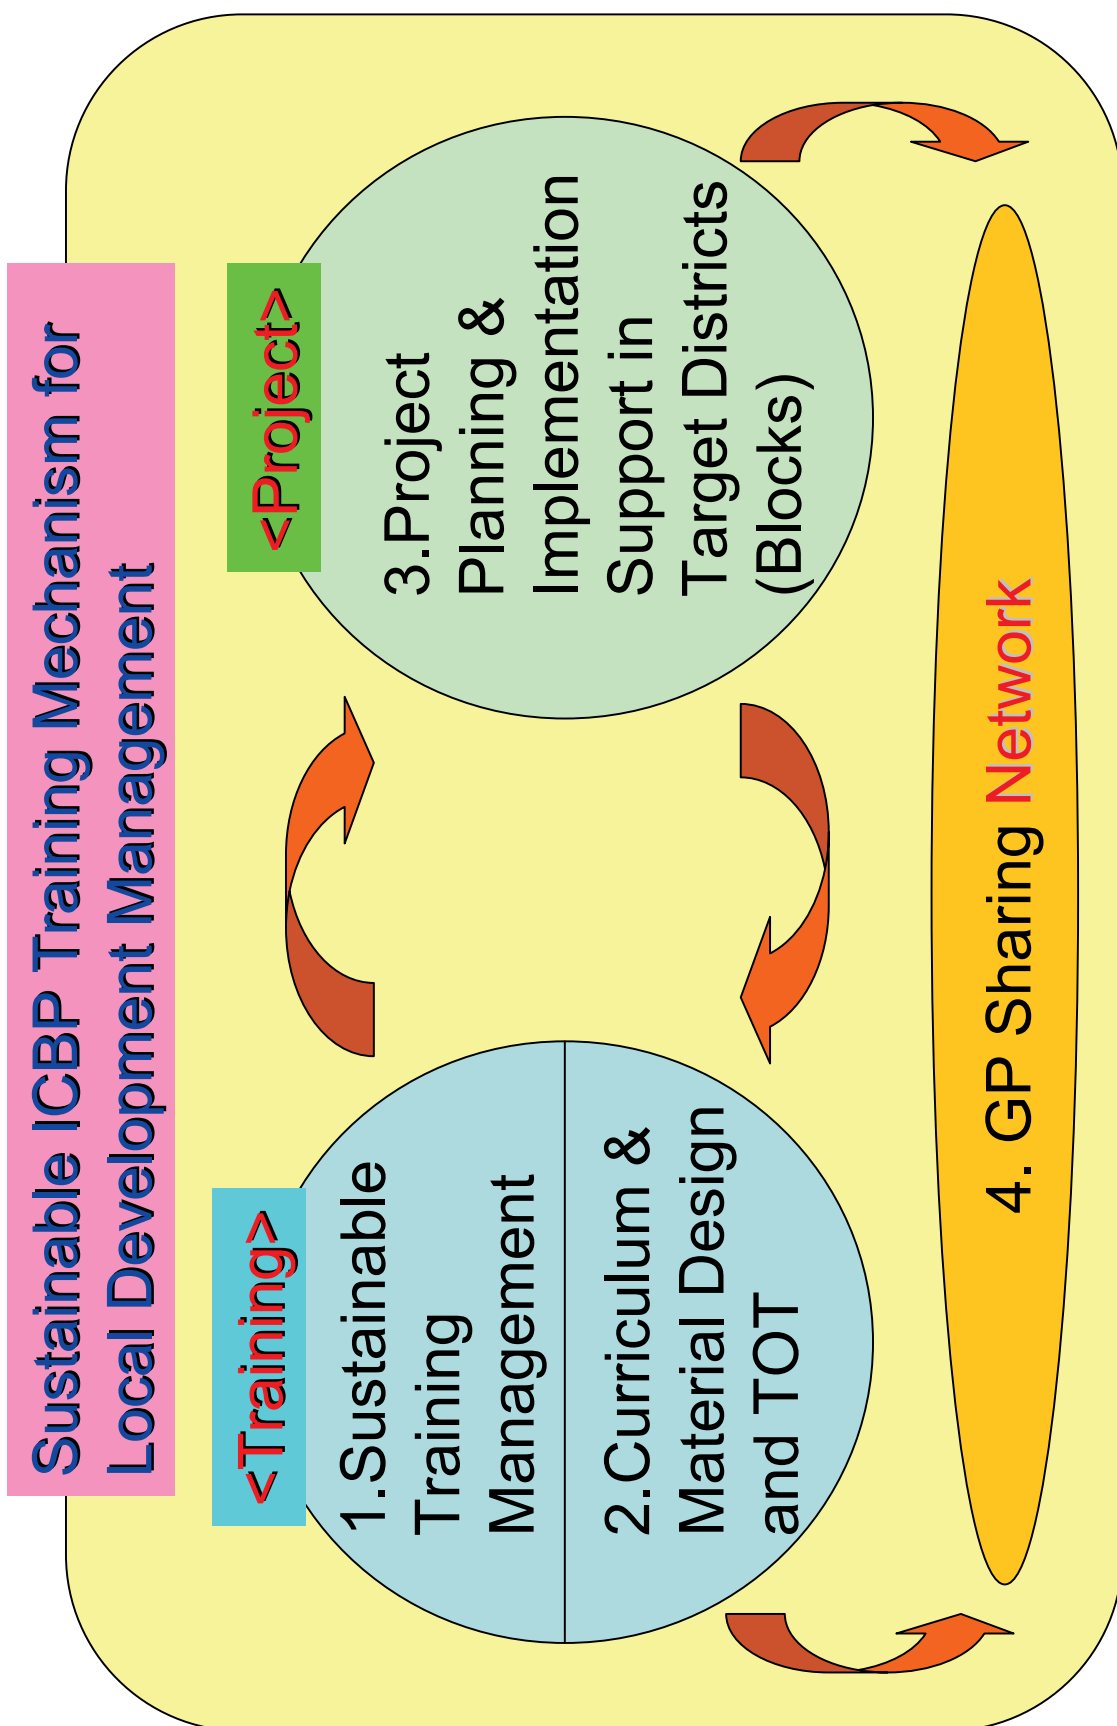 Sustainable ICBP Training Mechanism for
Local Development Management
<Training>
1.Sustainable
Training
Management
2.Curriculum &
Material Design
and TOT
<Project>
3.Project
Planning &
Implementation
Support in
Target Districts
(Blocks)
4. GP Sharing Network